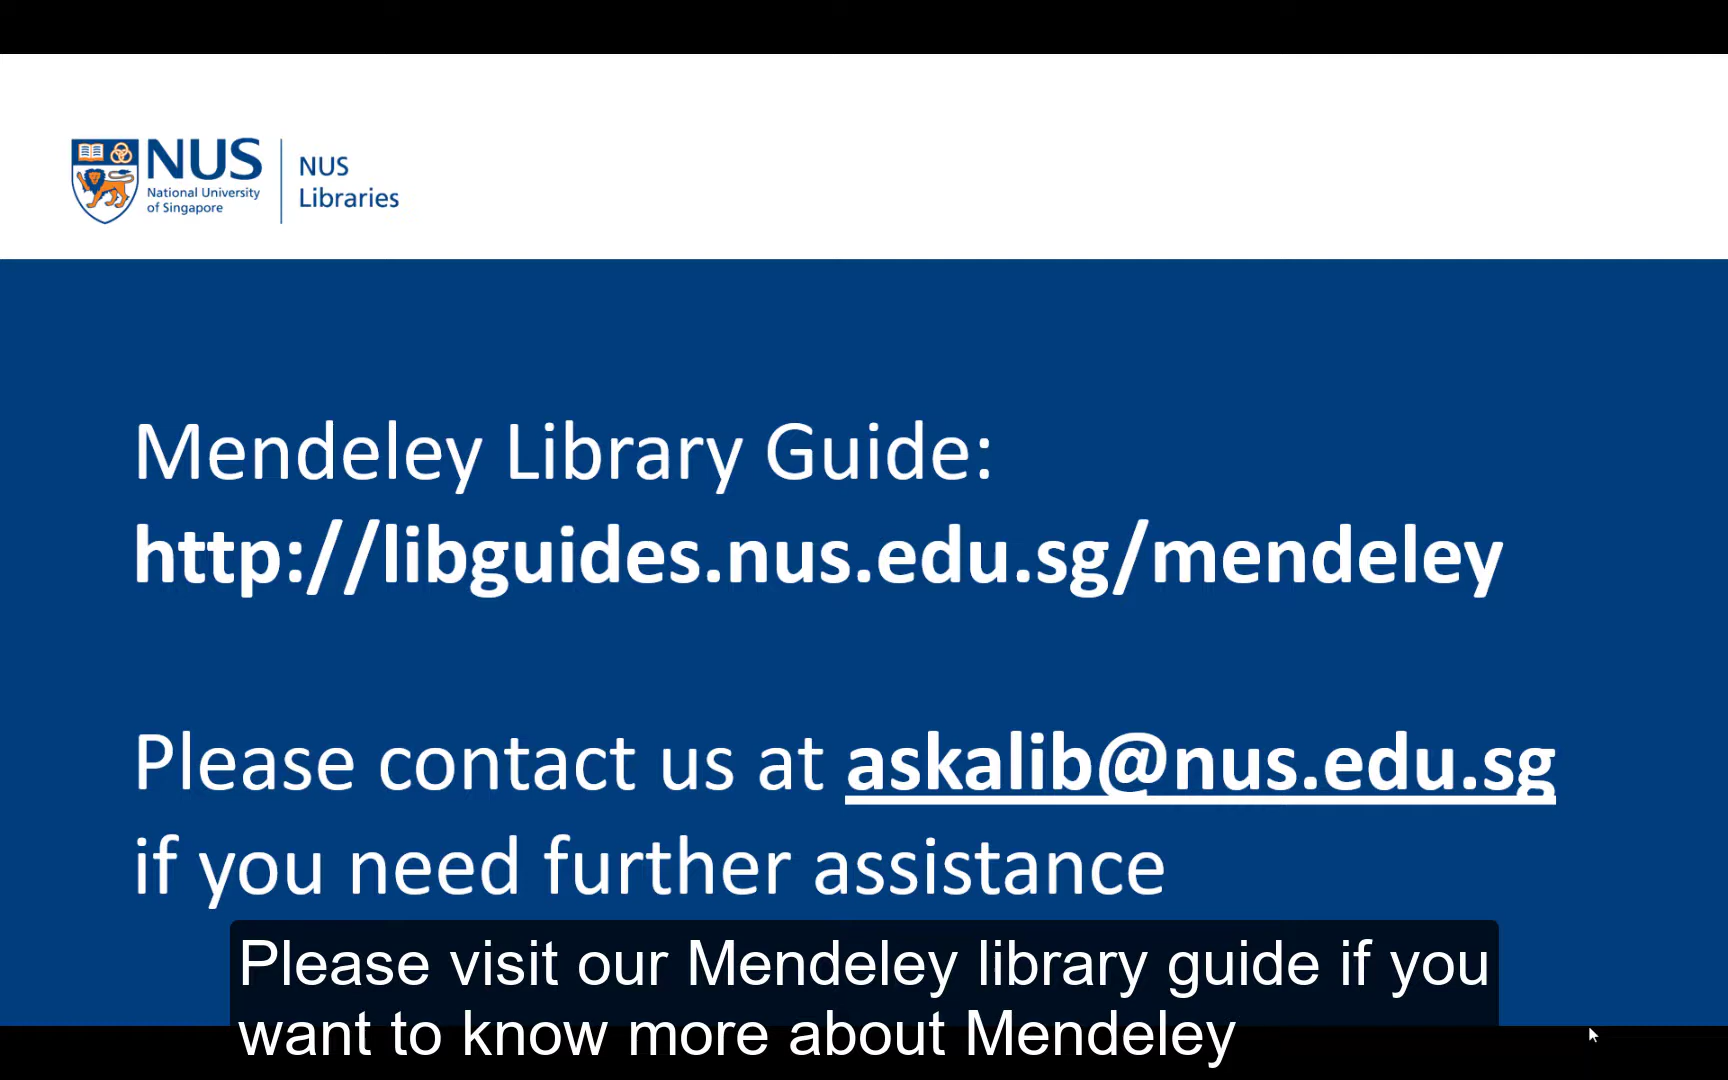 NUS
National University
of Singapore
NUS
Libraries
Mendeley Library Guide:
http://libguides.nus.edu.sg/mendeley
Please contact us at askalib@nus.edu.sg
if you need further assistance
Please visit our Mendeley library guide if you
want to know more about Mendeley